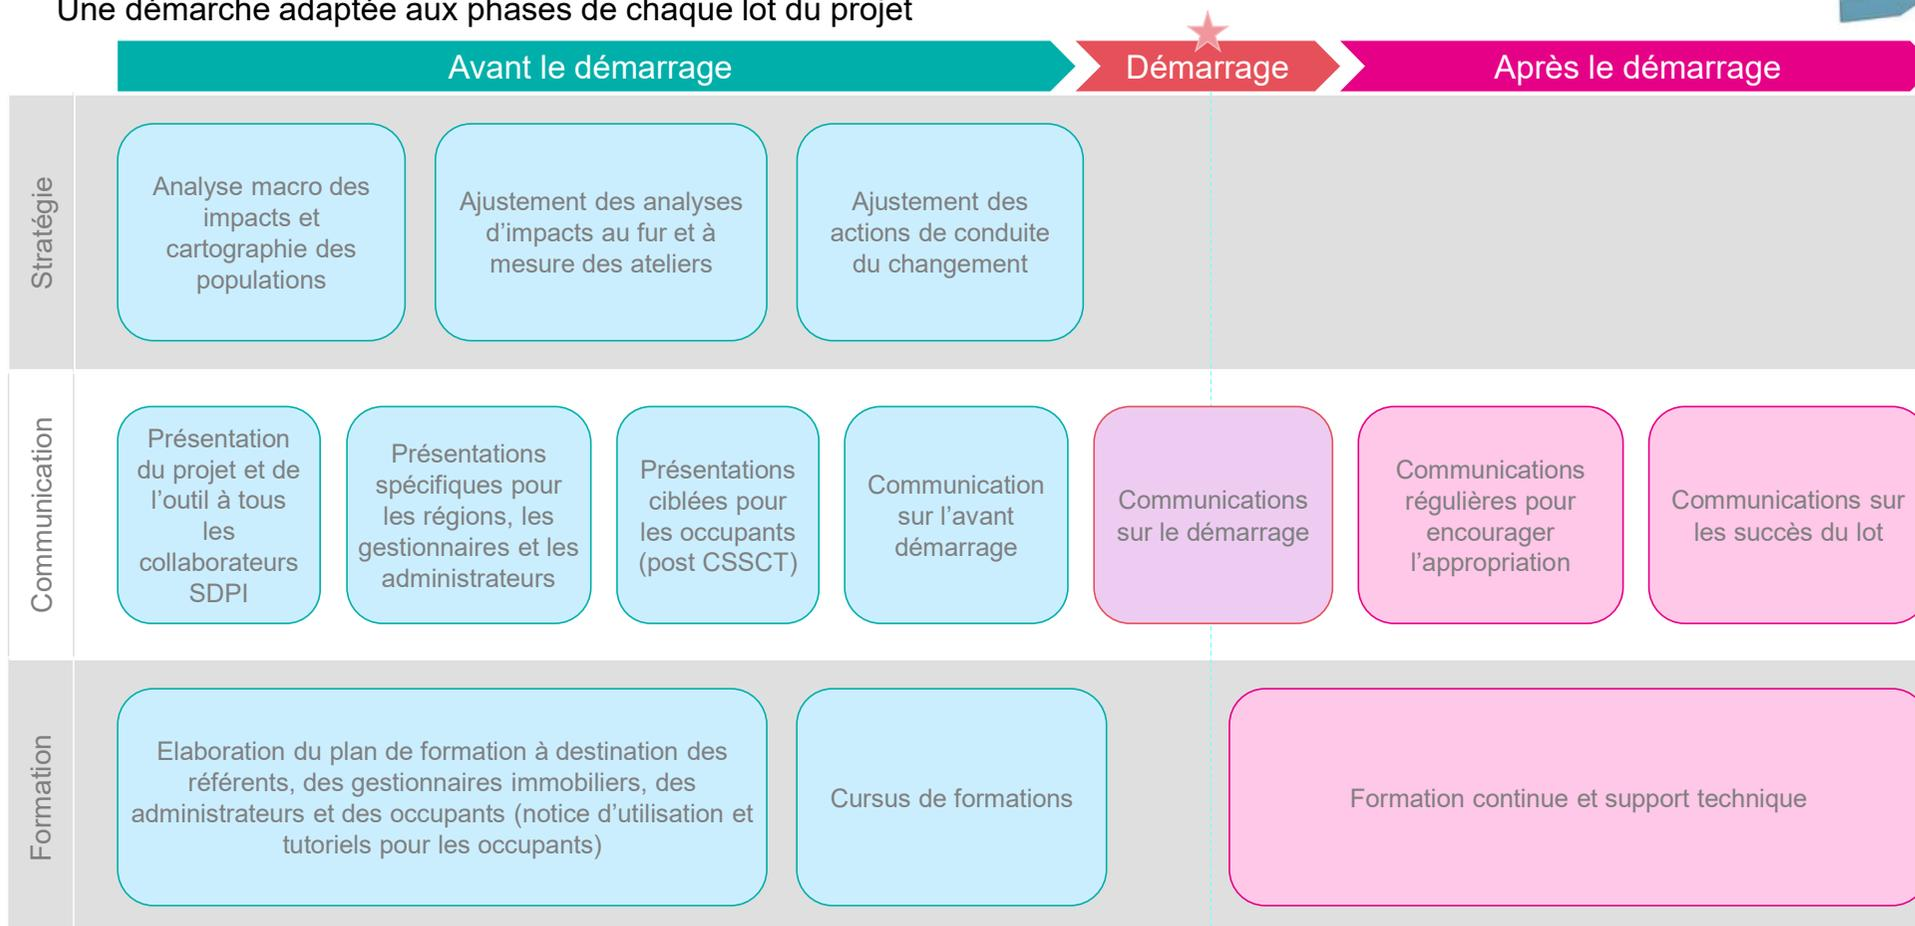 Une démarche adaptée aux phases de chaque lot du projet
Avant le démarrage
Démarrage
Après le démarrage
Stratégie
Analyse macro des
impacts et
cartographie des
populations
Ajustement des analyses
d’impacts au fur et à
mesure des ateliers
Ajustement des
actions de conduite
du changement
Communication
Présentation
du projet et de
l’outil à tous
les
collaborateurs
SDPI
Présentations
spécifiques pour
les régions, les
gestionnaires et les
administrateurs
Présentations
ciblées pour
les occupants
(post CSSCT)
Communication
sur l’avant
démarrage
Communications
sur le démarrage
Communications
régulières pour
encourager
l’appropriation
Communications sur
les succès du lot
Formation
Elaboration du plan de formation à destination des
référents, des gestionnaires immobiliers, des
administrateurs et des occupants (notice d’utilisation et
tutoriels pour les occupants)
Cursus de formations
Formation continue et support technique